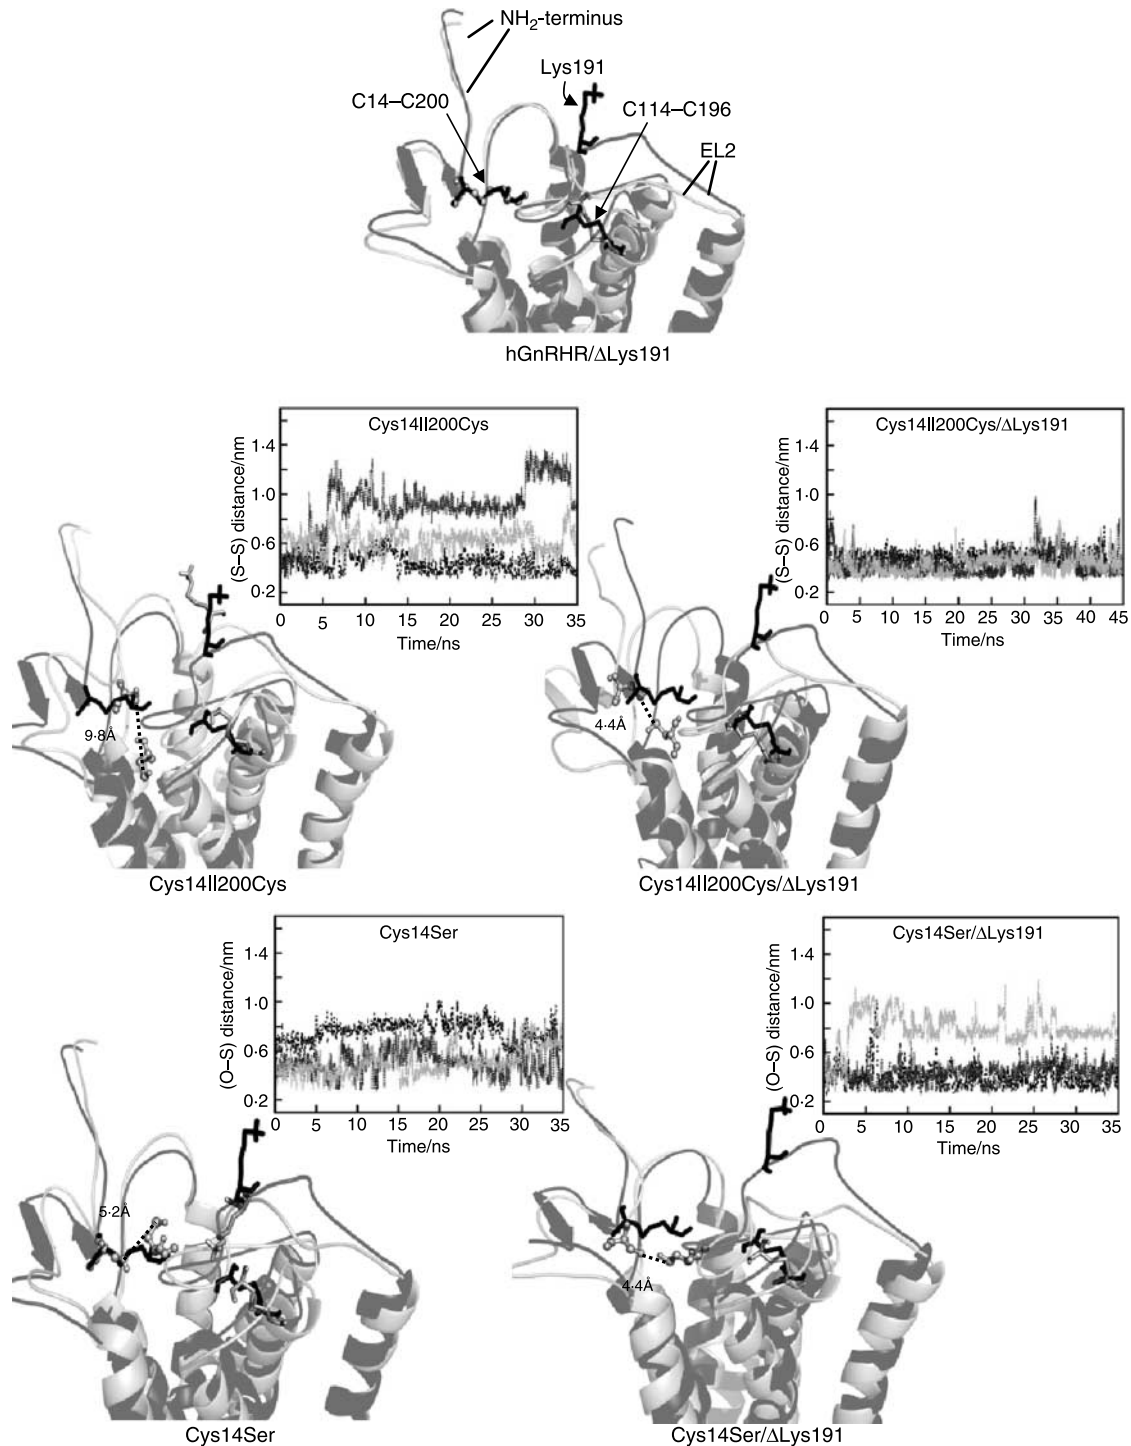 NH₂-terminus
Lys191
C14–C200
C114–C196
EL2
hGnRHR/ΔLys191
Cys14II200Cys
(S–S) distance/nm
1·4
1·0
0·6
0·2
0 5 10 15 20 25 30 35
Time/ns
9·8Å
Cys14II200Cys
Cys14II200Cys/ΔLys191
(S–S) distance/nm
1·4
1·0
0·6
0·2
0 5 10 15 20 25 30 35 40 45
Time/ns
4·4Å
Cys14II200Cys/ΔLys191
Cys14Ser
(O–S) distance/nm
1·4
1·0
0·6
0·2
0 5 10 15 20 25 30 35
Time/ns
5·2Å
Cys14Ser
Cys14Ser/ΔLys191
(O–S) distance/nm
1·4
1·0
0·6
0·2
0 5 10 15 20 25 30 35
Time/ns
4·4Å
Cys14Ser/ΔLys191